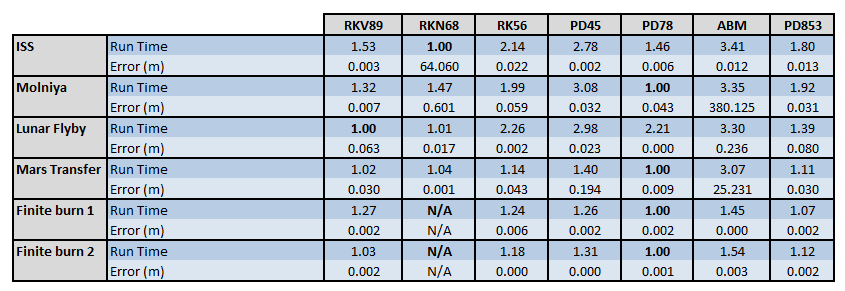 RKV89 RKN68 RK56 PD45 PD78 ABM PD853
ISS Run Time 1.53 1.00 2.14 2.78 1.46 3.41 1.80
Error (m) 0.003 64.060 0.022 0.002 0.006 0.012 0.013
Molniya Run Time 1.32 1.47 1.99 3.08 1.00 3.35 1.92
Error (m) 0.007 0.601 0.059 0.032 0.043 380.125 0.031
Lunar Flyby Run Time 1.00 1.01 2.26 2.98 2.21 3.30 1.39
Error (m) 0.063 0.017 0.002 0.023 0.000 0.236 0.080
Mars Transfer Run Time 1.02 1.04 1.14 1.40 1.00 3.07 1.11
Error (m) 0.030 0.001 0.043 0.194 0.009 25.231 0.030
Finite burn 1 Run Time 1.27 N/A 1.24 1.26 1.00 1.45 1.07
Error (m) 0.002 N/A 0.006 0.002 0.002 0.000 0.002
Finite burn 2 Run Time 1.03 N/A 1.18 1.31 1.00 1.54 1.12
Error (m) 0.002 N/A 0.000 0.000 0.001 0.003 0.002